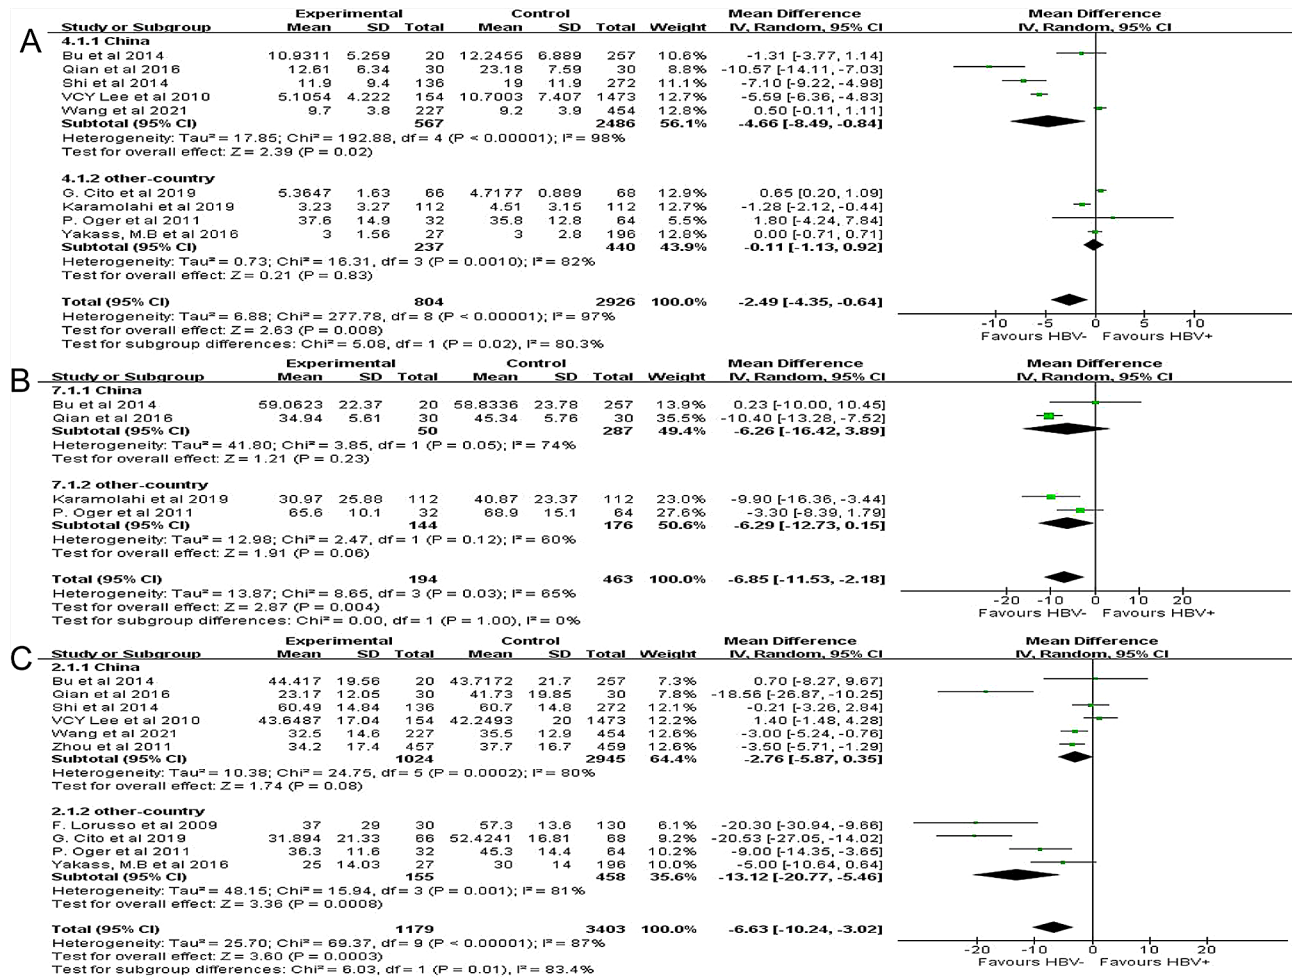 A
Experimental Control Mean Difference Mean Difference
Study or Subgroup Mean SD Total Mean SD Total Weight IV, Random, 95% CI IV, Random, 95% CI
4.1.1 China
Bu et al 2014 10.9311 5.259 20 12.2455 6.889 257 10.6% -1.31 [-3.77, 1.14]
Qian et al 2016 12.61 6.34 30 23.18 7.59 30 8.8% -10.57 [-14.11, -7.03]
Shi et al 2014 11.9 9.4 136 19 11.9 272 11.1% -7.10 [-9.22, -4.98]
VCY Lee et al 2010 5.1054 4.222 154 10.7003 7.407 1473 12.7% -5.59 [-6.36, -4.83]
Wang et al 2021 9.7 3.8 227 9.2 3.9 454 12.8% 0.50 [-0.11, 1.11]
Subtotal (95% CI) 567 2486 56.1% -4.66 [-8.49, -0.84]
Heterogeneity: Tau² = 17.85; Chi² = 192.88, df = 4 (P < 0.00001); I² = 98%
Test for overall effect: Z = 2.39 (P = 0.02)
4.1.2 other-country
G. Cito et al 2019 5.3647 1.63 66 4.7177 0.889 68 12.9% 0.65 [0.20, 1.09]
Karamolahi et al 2019 3.23 3.27 112 4.51 3.15 112 12.7% -1.28 [-2.12, -0.44]
P. Oger et al 2011 37.6 14.9 32 35.8 12.8 64 5.5% 1.80 [-4.24, 7.84]
Yakass, M.B et al 2016 3 1.56 27 3 2.8 196 12.8% 0.00 [-0.71, 0.71]
Subtotal (95% CI) 237 440 43.9% -0.11 [-1.13, 0.92]
Heterogeneity: Tau² = 0.73; Chi² = 16.31, df = 3 (P = 0.0010); I² = 82%
Test for overall effect: Z = 0.21 (P = 0.83)
Total (95% CI) 804 2926 100.0% -2.49 [-4.35, -0.64]
Heterogeneity: Tau² = 6.88; Chi² = 277.78, df = 8 (P < 0.00001); I² = 97%
Test for overall effect: Z = 2.63 (P = 0.008)
Test for subgroup differences: Chi² = 5.08, df = 1 (P = 0.02), I² = 80.3%
-10 -5 0 5 10
Favours HBV- Favours HBV+
B
Experimental Control Mean Difference Mean Difference
Study or Subgroup Mean SD Total Mean SD Total Weight IV, Random, 95% CI IV, Random, 95% CI
7.1.1 China
Bu et al 2014 59.0623 22.37 20 58.8336 23.78 257 13.9% 0.23 [-10.00, 10.45]
Qian et al 2016 34.94 5.61 30 45.34 5.76 30 35.5% -10.40 [-13.28, -7.52]
Subtotal (95% CI) 50 287 49.4% -6.26 [-16.42, 3.89]
Heterogeneity: Tau² = 41.80; Chi² = 3.85, df = 1 (P = 0.05); I² = 74%
Test for overall effect: Z = 1.21 (P = 0.23)
7.1.2 other-country
Karamolahi et al 2019 30.97 25.88 112 40.87 23.37 112 23.0% -9.90 [-16.36, -3.44]
P. Oger et al 2011 65.6 10.1 32 68.9 15.1 64 27.6% -3.30 [-8.39, 1.79]
Subtotal (95% CI) 144 176 50.6% -6.29 [-12.73, 0.15]
Heterogeneity: Tau² = 12.98; Chi² = 2.47, df = 1 (P = 0.12); I² = 60%
Test for overall effect: Z = 1.91 (P = 0.06)
Total (95% CI) 194 463 100.0% -6.85 [-11.53, -2.18]
Heterogeneity: Tau² = 13.87; Chi² = 8.65, df = 3 (P = 0.03); I² = 65%
Test for overall effect: Z = 2.87 (P = 0.004)
Test for subgroup differences: Chi² = 0.00, df = 1 (P = 1.00), I² = 0%
-20 -10 0 10 20
Favours HBV- Favours HBV+
C
Experimental Control Mean Difference Mean Difference
Study or Subgroup Mean SD Total Mean SD Total Weight IV, Random, 95% CI IV, Random, 95% CI
2.1.1 China
Bu et al 2014 44.417 19.56 20 43.7172 21.7 257 7.3% 0.70 [-8.27, 9.67]
Qian et al 2016 23.17 12.05 30 41.73 19.85 30 7.8% -18.56 [-26.87, -10.25]
Shi et al 2014 60.49 14.84 136 60.7 14.8 272 12.1% -0.21 [-3.26, 2.84]
VCY Lee et al 2010 43.6487 17.04 154 42.2493 20 1473 12.2% 1.40 [-1.48, 4.28]
Wang et al 2021 32.5 14.6 227 35.5 12.9 454 12.6% -3.00 [-5.24, -0.76]
Zhou et al 2011 34.2 17.4 457 37.7 16.7 459 12.6% -3.50 [-5.71, -1.29]
Subtotal (95% CI) 1024 2945 64.4% -2.76 [-5.87, 0.35]
Heterogeneity: Tau² = 10.38; Chi² = 24.75, df = 5 (P = 0.0002); I² = 80%
Test for overall effect: Z = 1.74 (P = 0.08)
2.1.2 other-country
F. Lorusso et al 2009 37 29 30 57.3 13.6 130 6.1% -20.30 [-30.94, -9.66]
G. Cito et al 2019 31.894 21.33 66 52.4241 16.81 68 9.3% -20.53 [-27.05, -14.02]
P. Oger et al 2011 36.3 11.6 32 45.3 14.4 64 10.2% -9.00 [-14.35, -3.65]
Yakass, M.B et al 2016 25 14.03 27 30 14 196 10.0% -5.00 [-10.64, 0.64]
Subtotal (95% CI) 155 458 35.6% -13.12 [-20.77, -5.46]
Heterogeneity: Tau² = 48.15; Chi² = 15.94, df = 3 (P = 0.001); I² = 81%
Test for overall effect: Z = 3.36 (P = 0.0008)
Total (95% CI) 1179 3403 100.0% -6.63 [-10.24, -3.02]
Heterogeneity: Tau² = 25.70; Chi² = 69.37, df = 9 (P < 0.00001); I² = 87%
Test for overall effect: Z = 3.60 (P = 0.0003)
Test for subgroup differences: Chi² = 6.03, df = 1 (P = 0.01), I² = 83.4%
-20 -10 0 10 20
Favours HBV- Favours HBV+